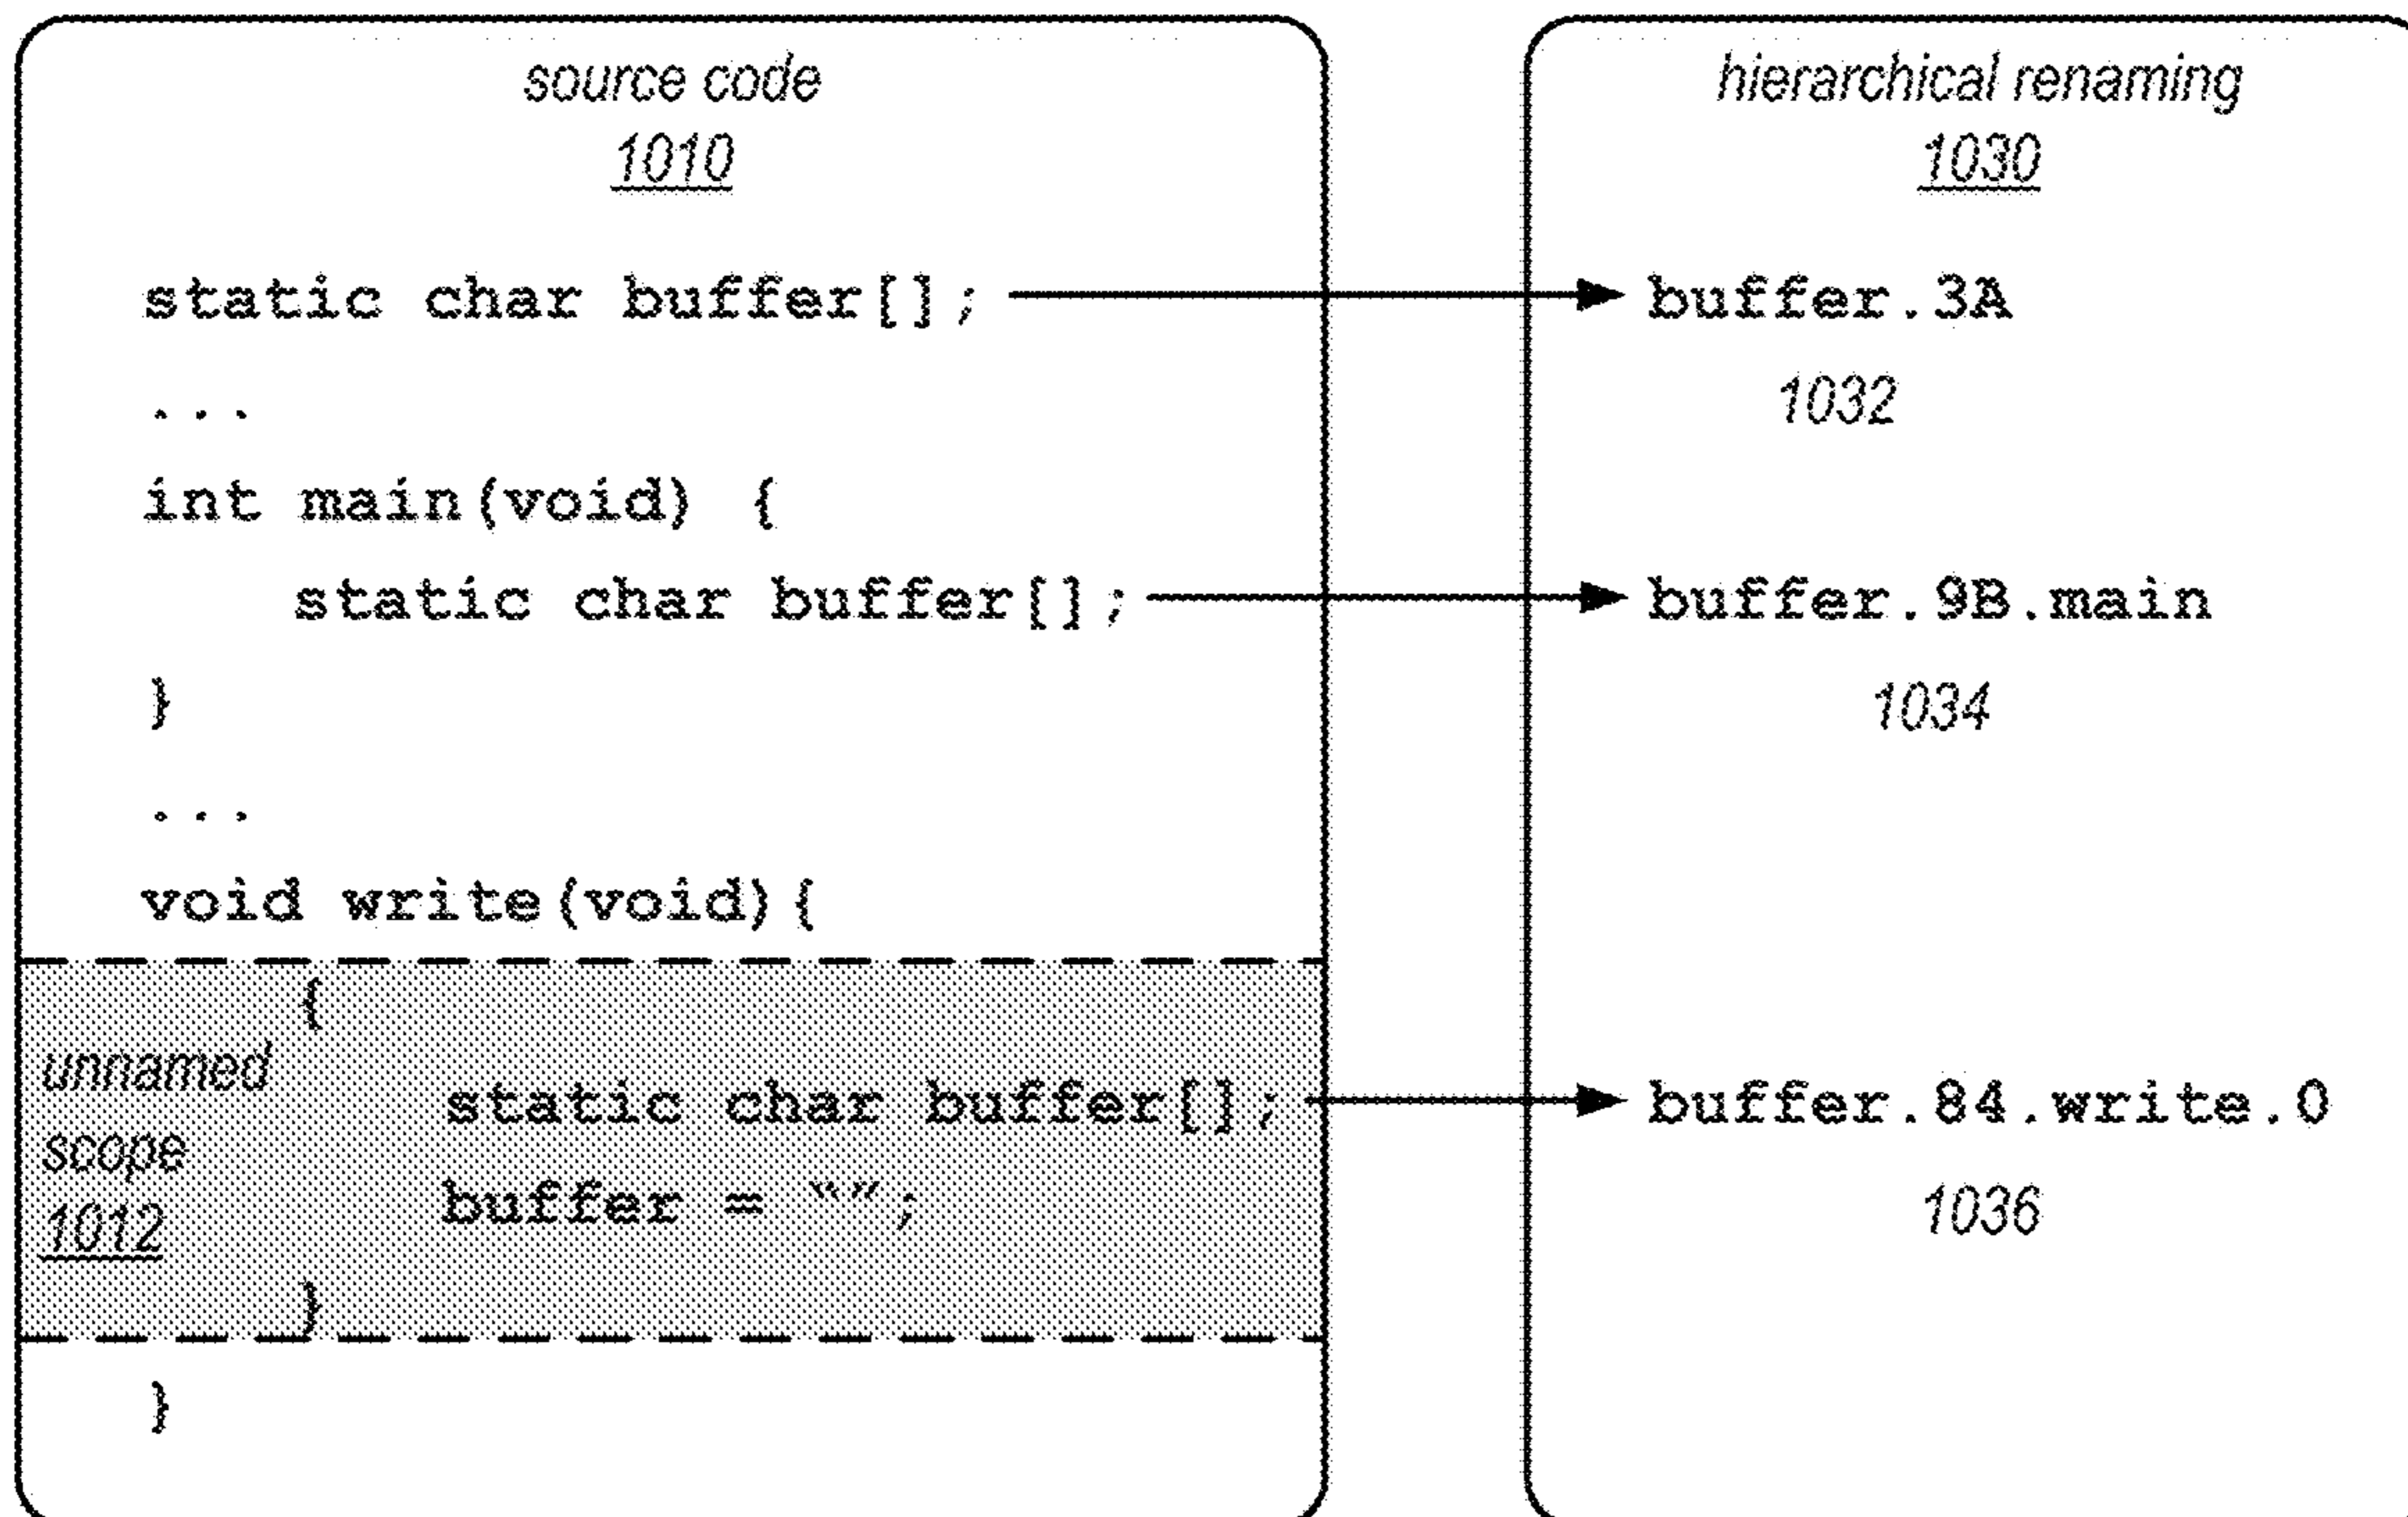 source code
1010
static char buffer[];
...
int main(void) {
static char buffer[];
}
...
void write(void){
{
unnamed
scope
1012
static char buffer[];
buffer = “”;
}
}
hierarchical renaming
1030
buffer.3A
1032
buffer.9B.main
1034
buffer.84.write.0
1036